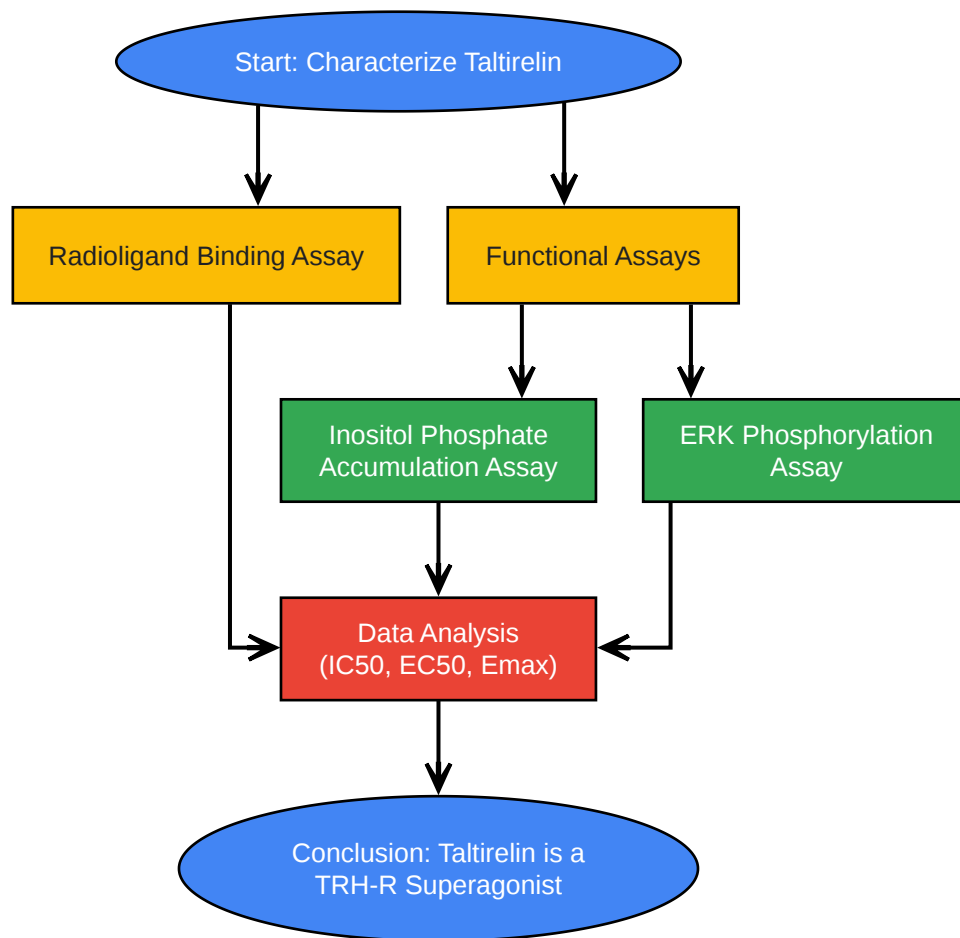 Start: Characterize Taltirelin
Radioligand Binding Assay
Functional Assays
Inositol Phosphate
Accumulation Assay
ERK Phosphorylation
Assay
Data Analysis
(IC50, EC50, Emax)
Conclusion: Taltirelin is a
TRH-R Superagonist